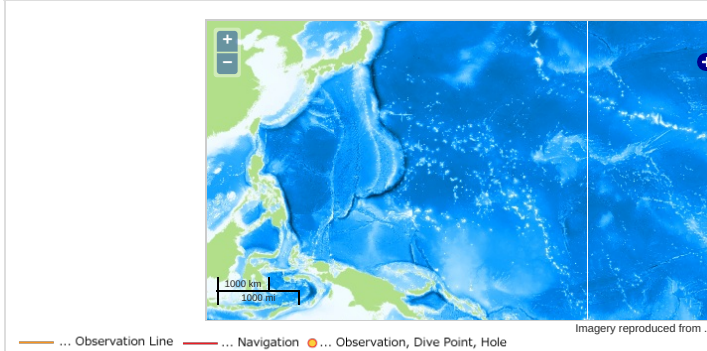 +
−
1000 km
1000 mi
Imagery reproduced from .
... Observation Line ... Navigation ... Observation, Dive Point, Hole